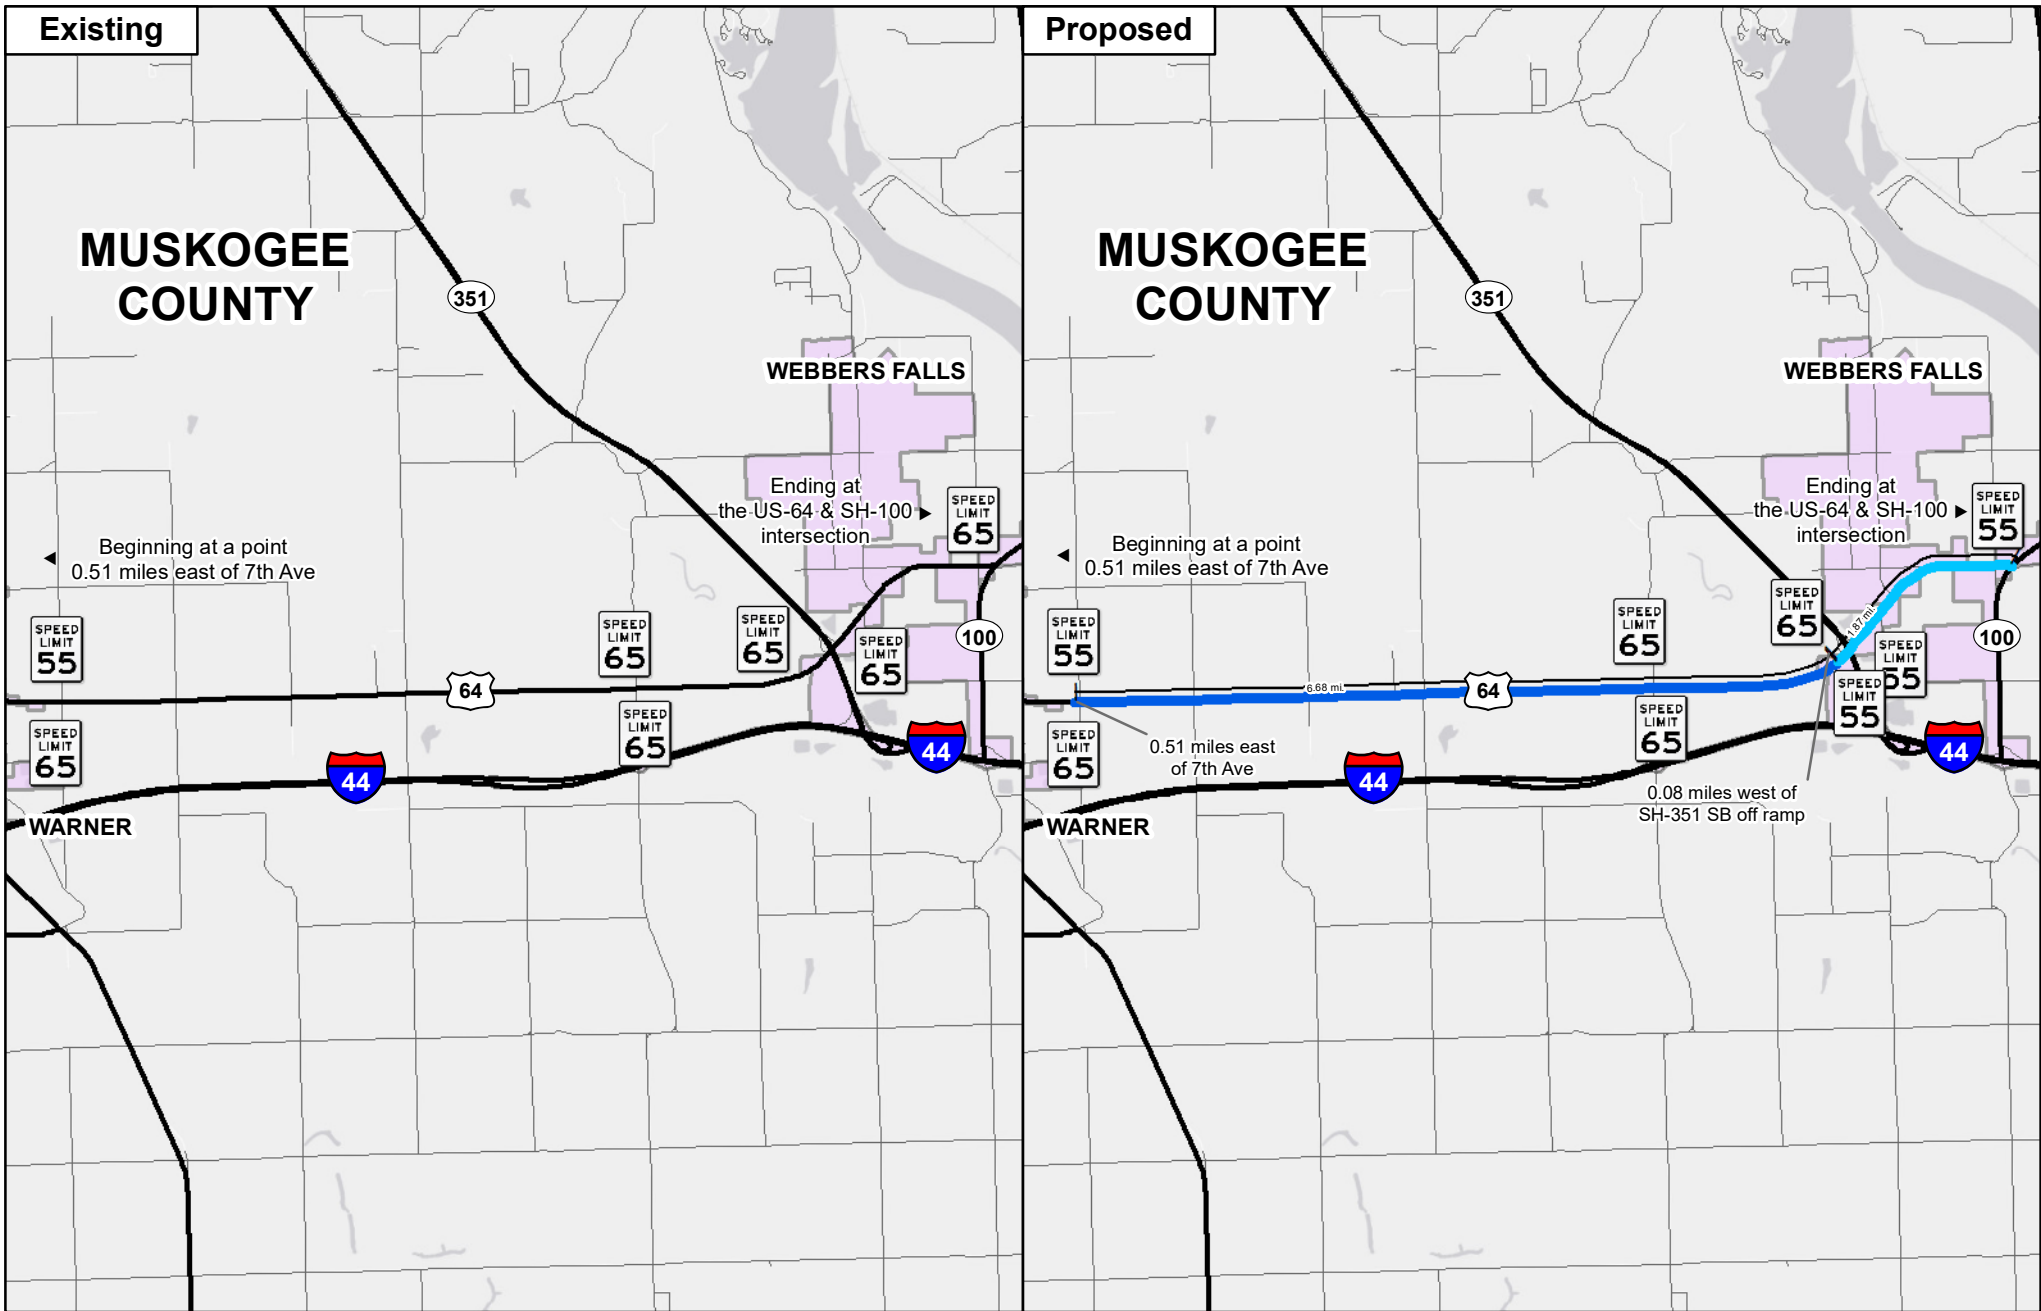 Existing
MUSKOGEE
COUNTY
351
WEBBERS FALLS
Ending at
the US-64 & SH-100
intersection
SPEED
LIMIT
65
Beginning at a point
0.51 miles east of 7th Ave
SPEED
LIMIT
55
SPEED
LIMIT
65
SPEED
LIMIT
65
SPEED
LIMIT
65
100
64
SPEED
LIMIT
65
SPEED
LIMIT
65
44
44
WARNER
Proposed
MUSKOGEE
COUNTY
351
WEBBERS FALLS
Ending at
the US-64 & SH-100
intersection
SPEED
LIMIT
55
Beginning at a point
0.51 miles east of 7th Ave
SPEED
LIMIT
55
SPEED
LIMIT
65
SPEED
LIMIT
65
1.87 mi.
100
SPEED
LIMIT
55
6.68 mi.
64
SPEED
LIMIT
55
SPEED
LIMIT
65
SPEED
LIMIT
65
0.51 miles east
of 7th Ave
44
44
0.08 miles west of
SH-351 SB off ramp
WARNER